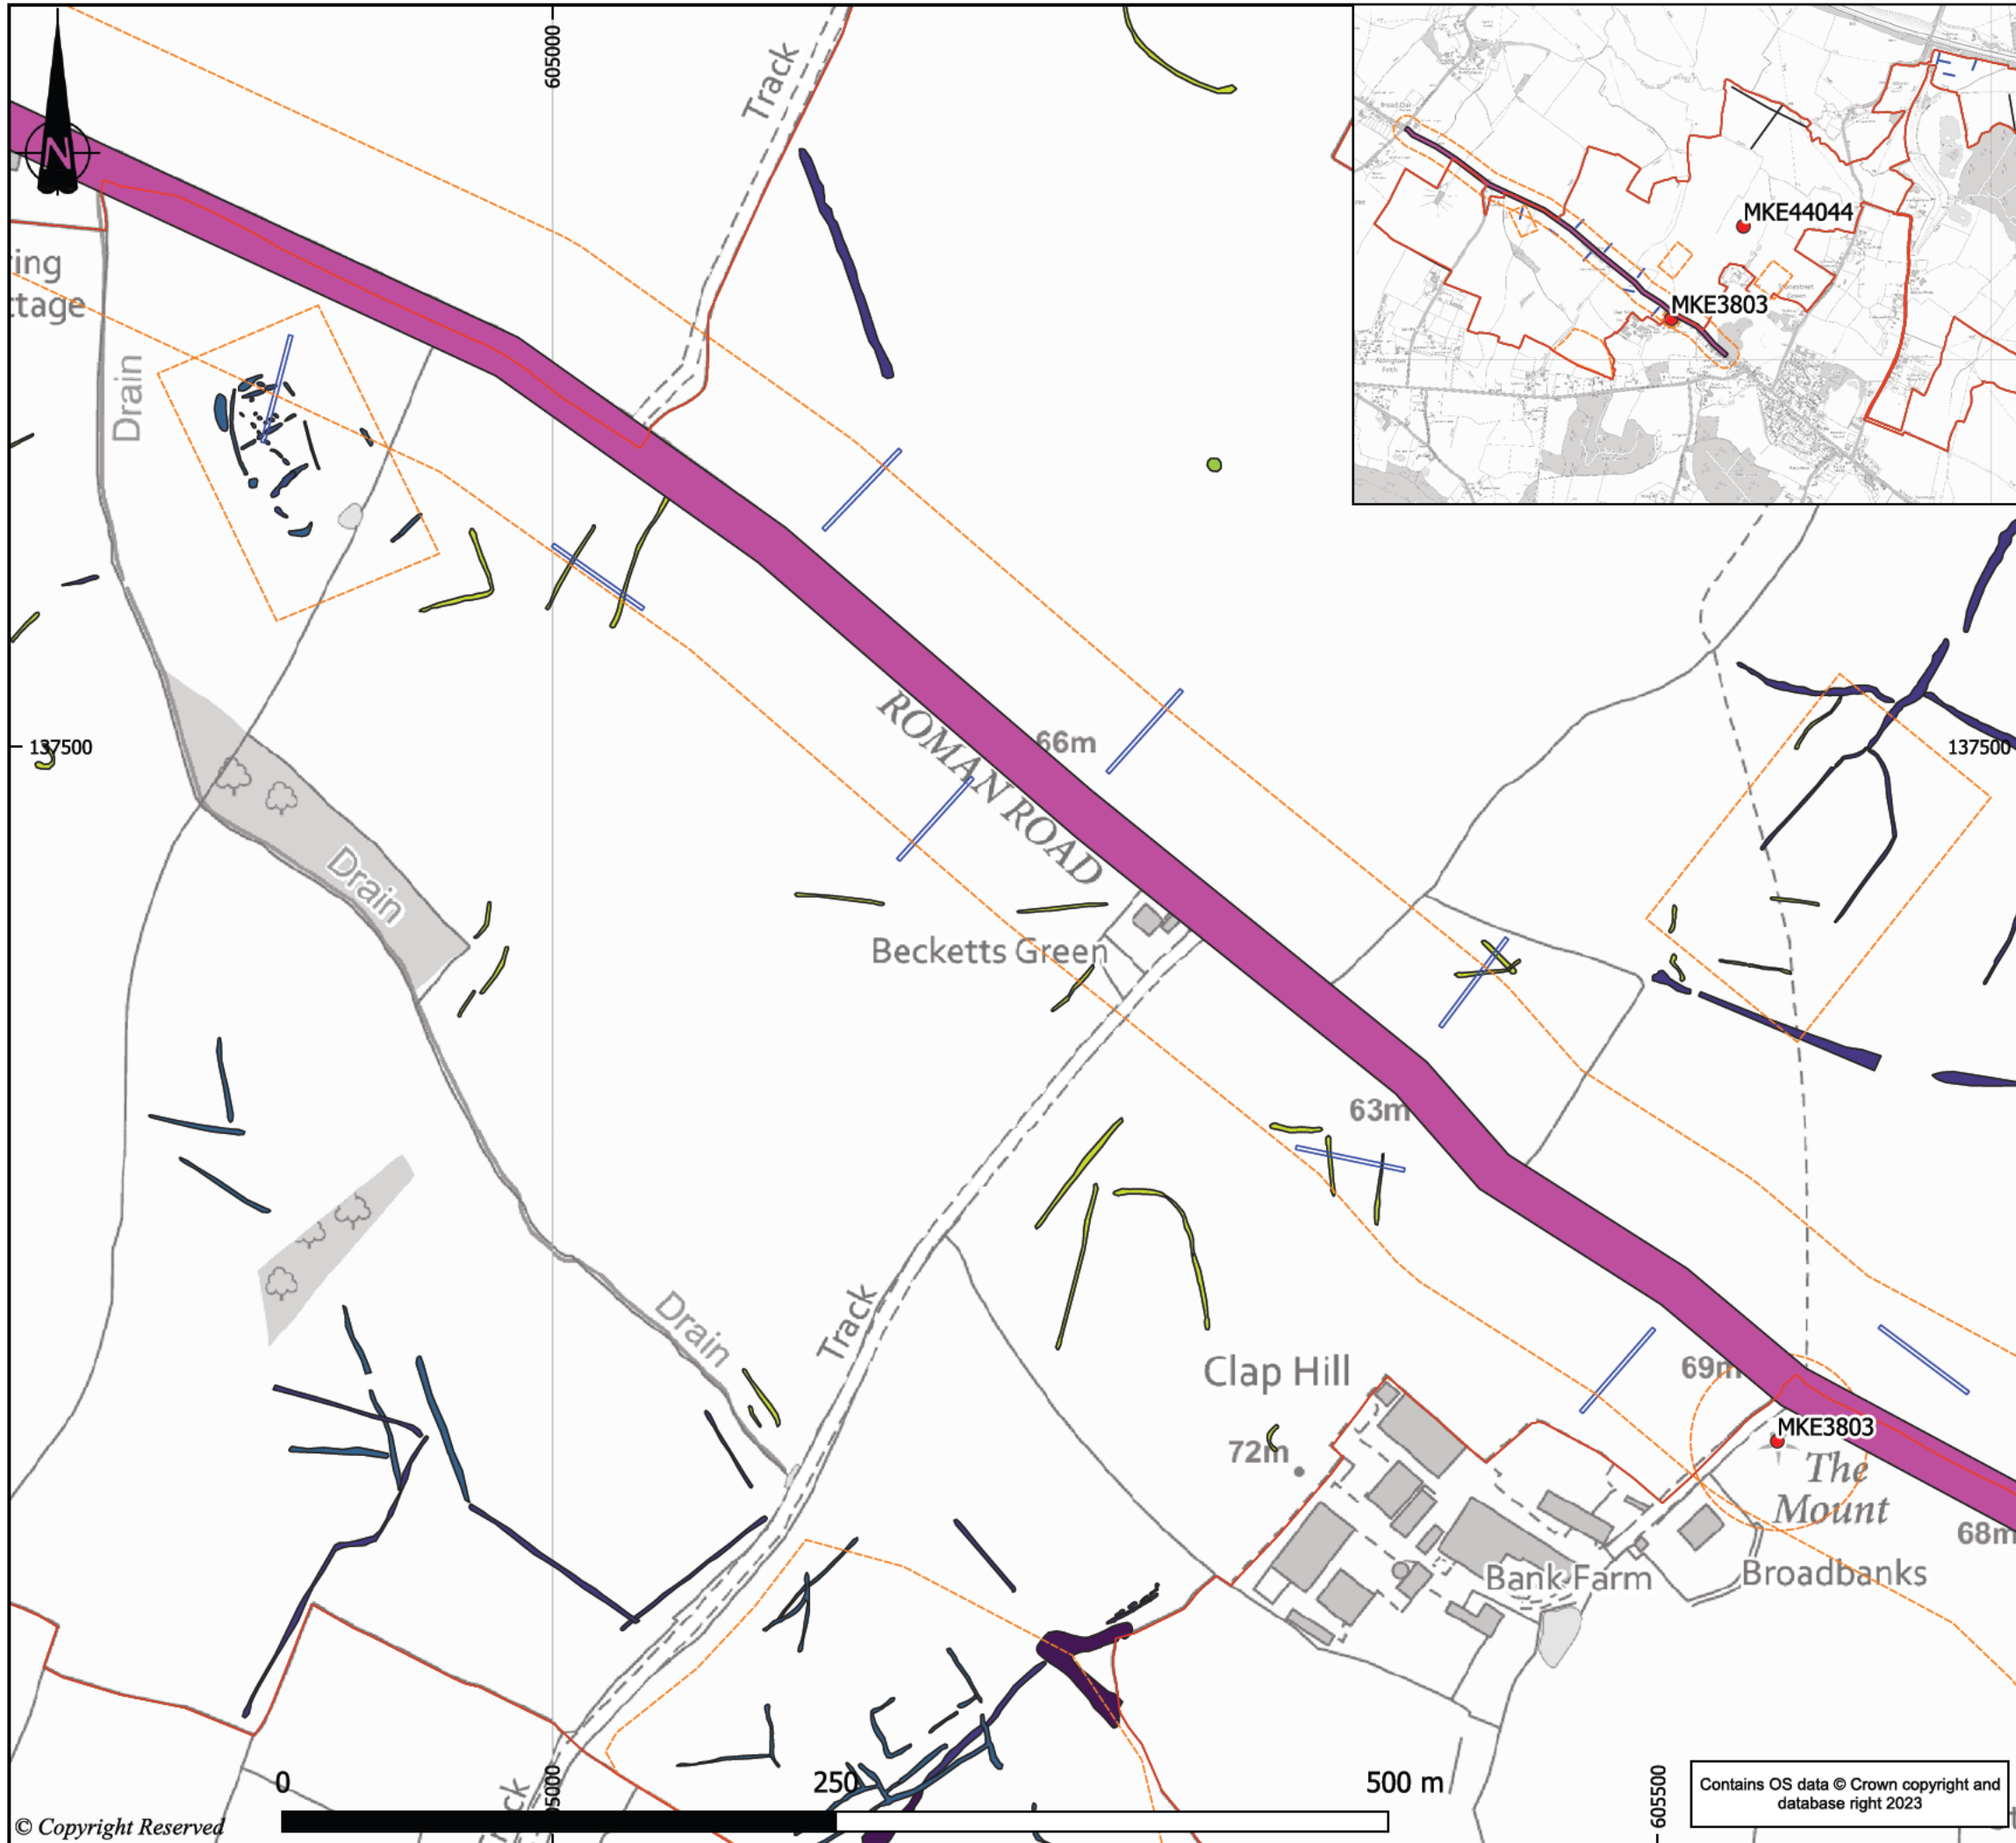 605000
Track
N
ing
ttage
Drain
MKE44044
MKE3803
137500
137500
66m
ROMAN ROAD
Drain
Becketts Green
63m
Drain
Track
Clap Hill
72m
69m
MKE3803
The
Mount
68m
Bank Farm
Broadbanks
0
250
500 m
605500
Contains OS data © Crown copyright and
database right 2023
© Copyright Reserved